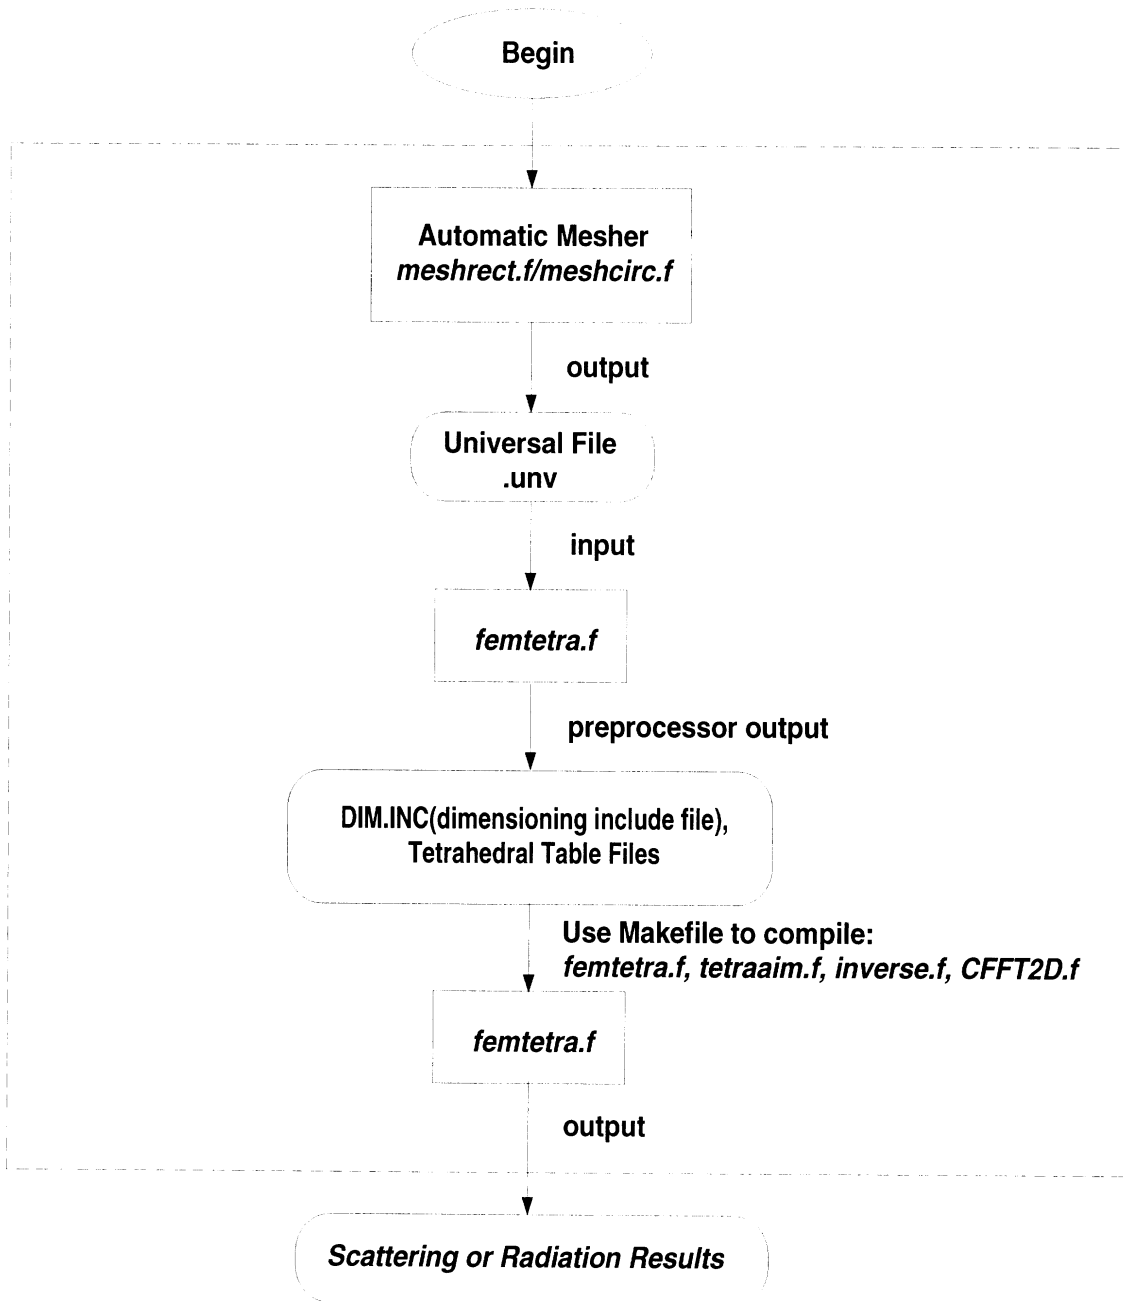 Begin
Automatic Mesher
meshrect.f/meshcirc.f
output
Universal File
.unv
input
femtetra.f
preprocessor output
DIM.INC(dimensioning include file),
Tetrahedral Table Files
Use Makefile to compile:
femtetra.f, tetraaim.f, inverse.f, CFFT2D.f
femtetra.f
output
Scattering or Radiation Results